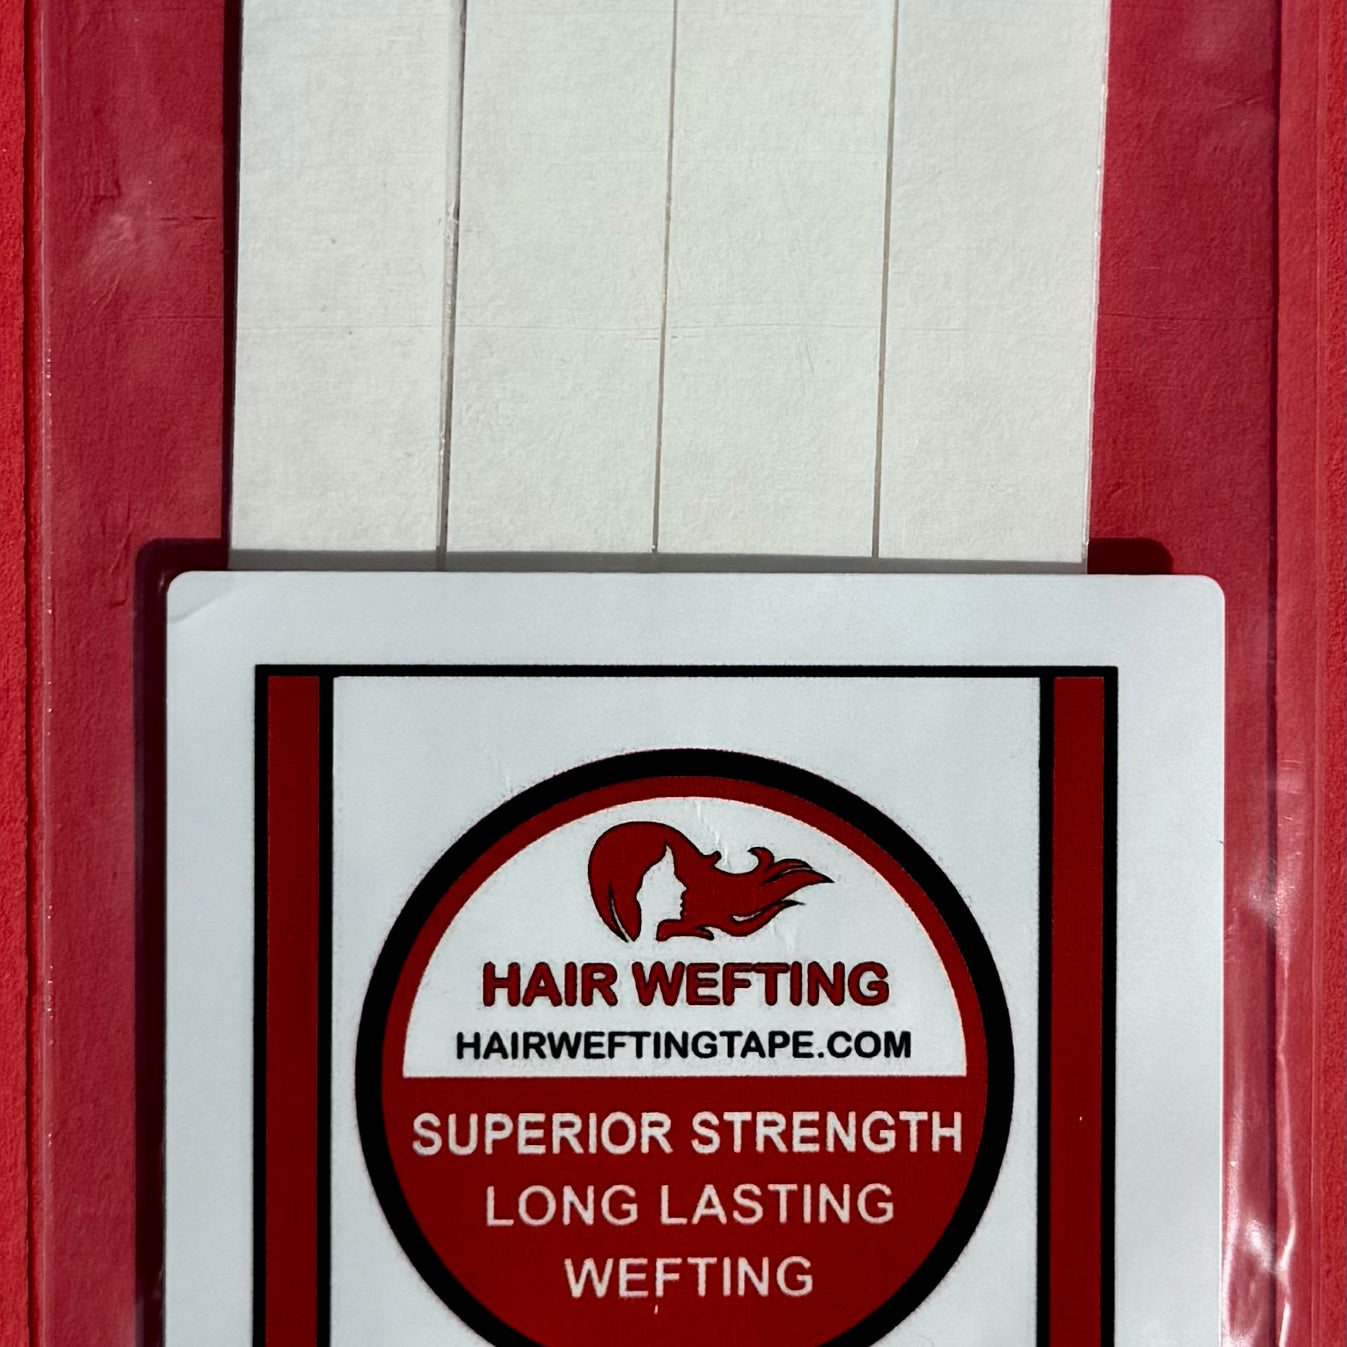 HAIR WEFTING
HAIRWEFTINGTAPE.COM
SUPERIOR STRENGTH
LONG LASTING
WEFTING